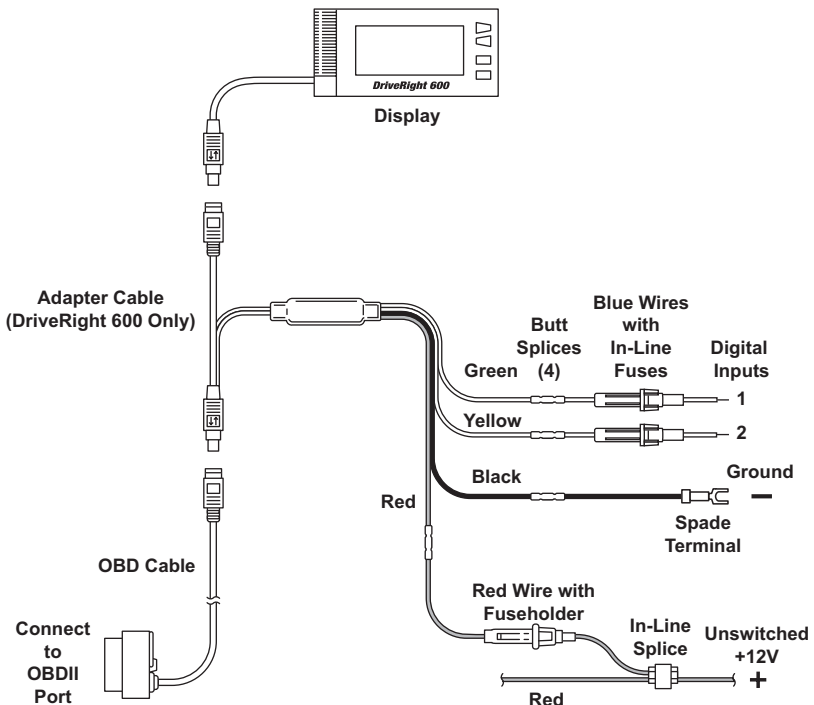 DriveRight 600
Display
Adapter Cable
(DriveRight 600 Only)
Butt
Splices
(4)
Blue Wires
with
In-Line
Fuses
Digital
Inputs
Green
1
Yellow
2
Black
Ground
–
Spade
Terminal
Red
OBD Cable
Red Wire with
Fuseholder
In-Line
Splice
Unswitched
+12V
+
Red
Connect
to
OBDII
Port